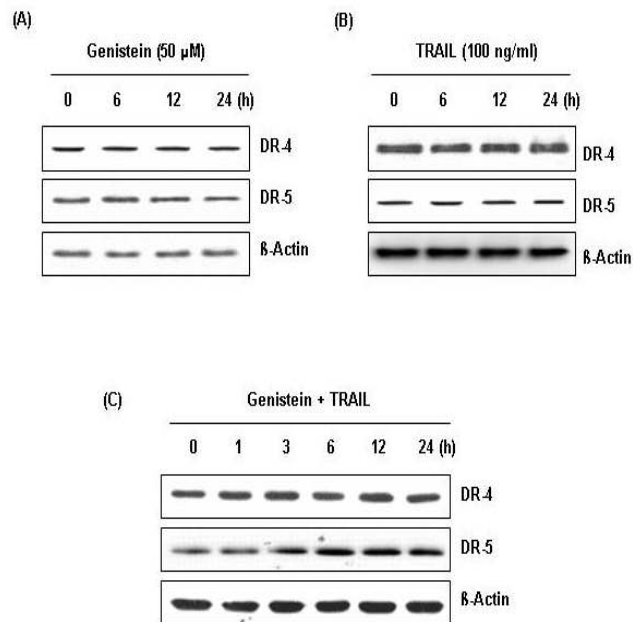 (A)
Genistein (50 µM)
0 6 12 24 (h)
DR-4
DR-5
ß-Actin
(B)
TRAIL (100 ng/ml)
0 6 12 24 (h)
DR-4
DR-5
ß-Actin
(C)
Genistein + TRAIL
0 1 3 6 12 24 (h)
DR-4
DR-5
ß-Actin